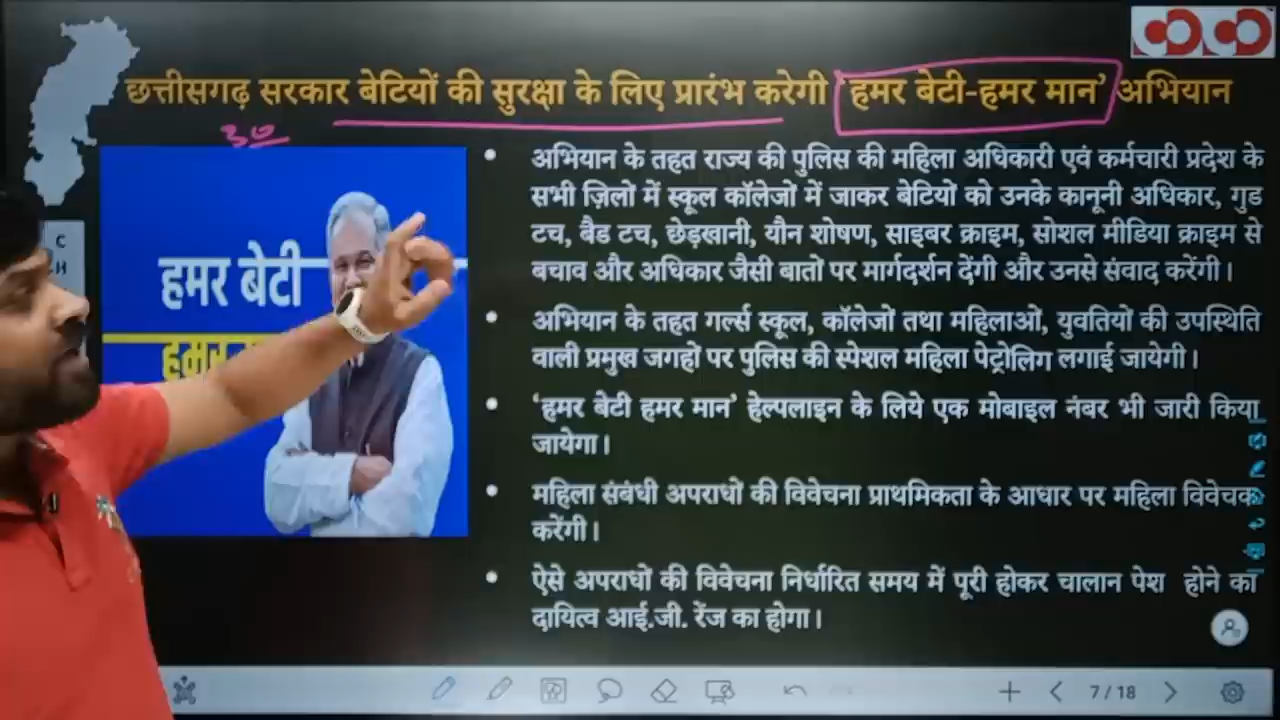 छत्तीसगढ़ सरकार बेटियों की सुरक्षा के लिए प्रारंभ करेगी 'हमर बेटी-हमर मान' अभियान
30
अभियान के तहत राज्य की पुलिस की महिला अधिकारी एवं कर्मचारी प्रदेश के
सभी ज़िलों में स्कूल कॉलेजों में जाकर बेटियों को उनके कानूनी अधिकार, गुड
टच, बैड टच, छेड़खानी, यौन शोषण, साइबर क्राइम, सोशल मीडिया क्राइम से
बचाव और अधिकार जैसी बातों पर मार्गदर्शन देंगी और उनसे संवाद करेंगी।
अभियान के तहत गर्ल्स स्कूल, कॉलेजों तथा महिलाओ, युवतियों की उपस्थिति
वाली प्रमुख जगहों पर पुलिस की स्पेशल महिला पेट्रोलिंग लगाई जायेगी।
'हमर बेटी हमर मान' हेल्पलाइन के लिये एक मोबाइल नंबर भी जारी किया
जायेगा।
महिला संबंधी अपराधों की विवेचना प्राथमिकता के आधार पर महिला विवेचक
करेंगी।
ऐसे अपराधों की विवेचना निर्धारित समय में पूरी होकर चालान पेश होने का
दायित्व आई.जी. रेंज का होगा।
हमर बेटी
हमर
7/18